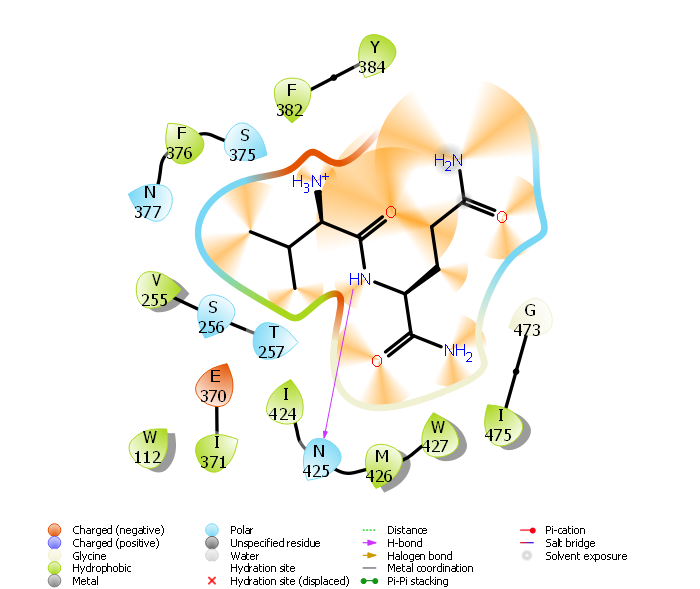 Y
384
F
382
F
376
S
375
N
377
H₂N
H₃N⁺
O
O
HN
V
255
S
256
T
257
G
473
O
NH₂
E
370
I
424
I
475
W
112
I
371
N
425
M
426
W
427
Charged (negative)
Charged (positive)
Glycine
Hydrophobic
Metal
Polar
Unspecified residue
Water
Hydration site
Hydration site (displaced)
Distance
H-bond
Halogen bond
Metal coordination
Pi-Pi stacking
Pi-cation
Salt bridge
Solvent exposure